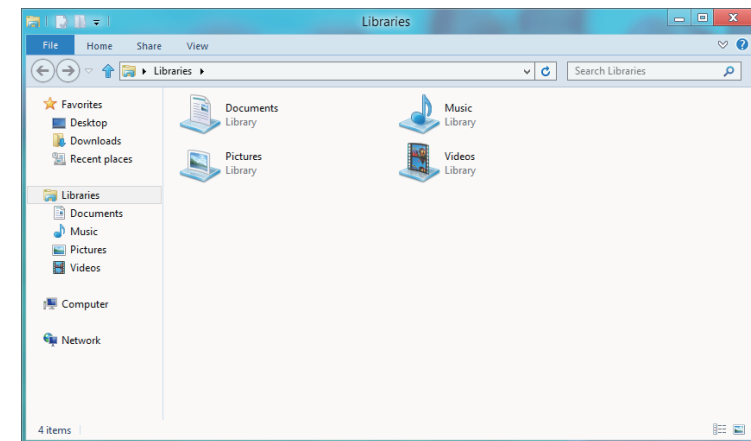 Libraries
File Home Share View
Libraries Search Libraries
Favorites
Desktop
Downloads
Recent places
Libraries
Documents
Music
Pictures
Videos
Computer
Network
Documents
Library
Music
Library
Pictures
Library
Videos
Library
4 items